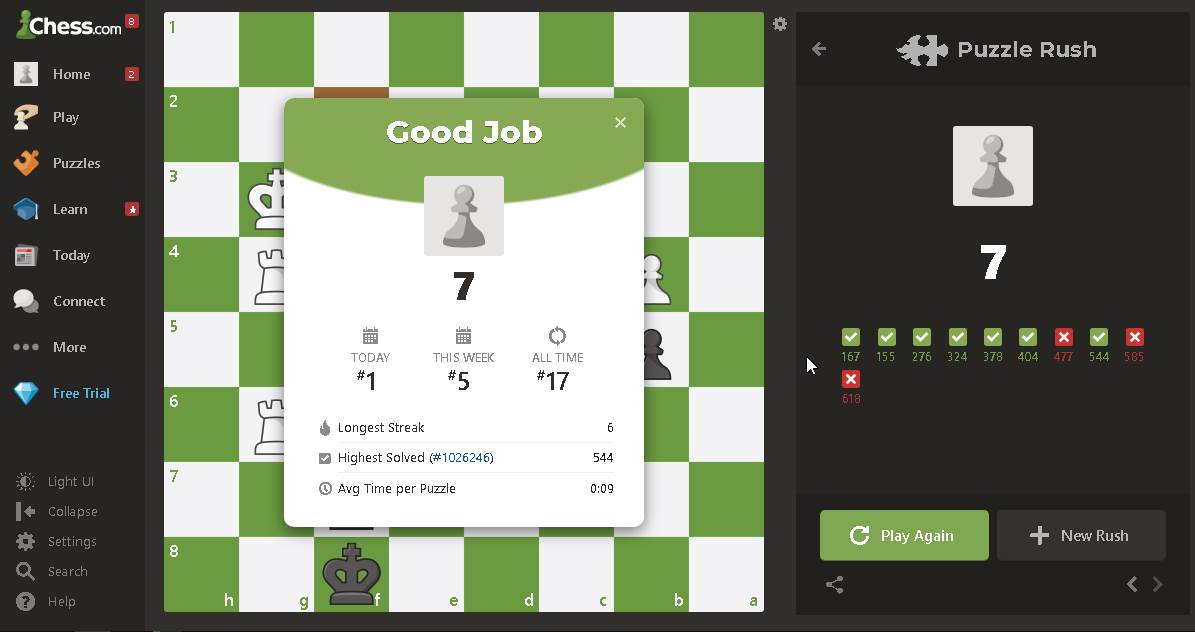 Chess.com 8
Home 2
Play
Puzzles
Learn
Today
Connect
More
Free Trial
Light UI
Collapse
Settings
Search
Help
1
2
3
4
5
6
7
8
h g f e d c b a
Good Job
7
TODAY THIS WEEK ALL TIME
#1 #5 #17
Longest Streak 6
Highest Solved (#1026246) 544
Avg Time per Puzzle 0:09
Puzzle Rush
7
167 155 276 324 378 404 477 544 585
618
Play Again New Rush